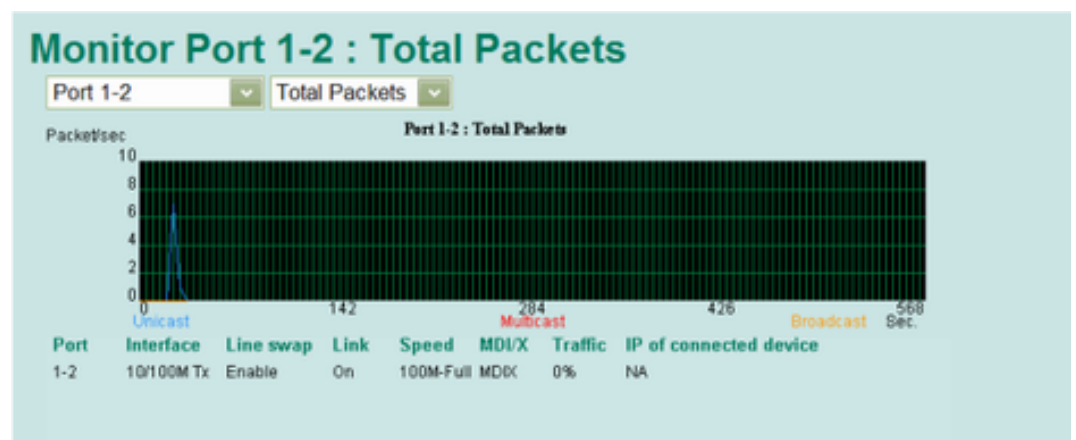 Monitor Port 1-2 : Total Packets
Port 1-2 Total Packets
Packet/sec
Port 1-2 : Total Packets
10
8
6
4
2
0
0 142 284 426 568
Unicast Multicast Broadcast Sec.
Port Interface Line swap Link Speed MDI/X Traffic IP of connected device
1-2 10/100M Tx Enable On 100M-Full MDIX 0% NA